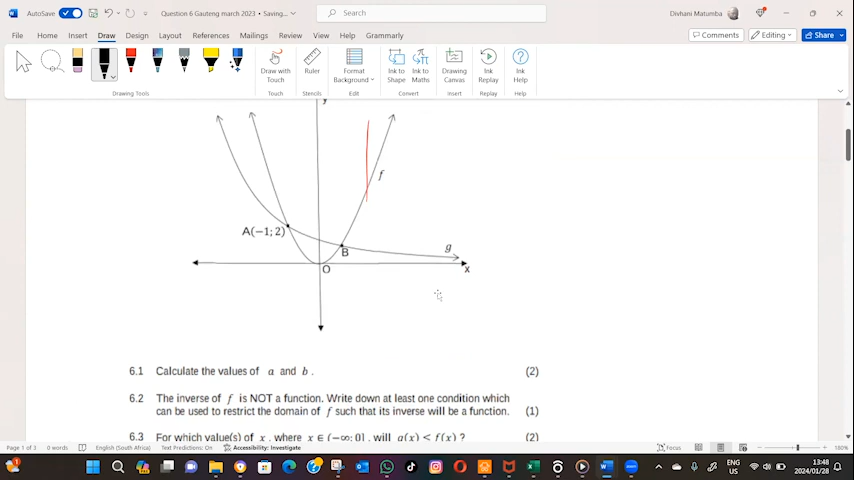 AutoSave
Question 6 Gauteng march 2023 • Saving...
Search
Divhani Matumba
File Home Insert Draw Design Layout References Mailings Review View Help Grammarly
Comments Editing Share
Draw with Touch
Ruler
Format Background
Ink to Shape
Ink to Maths
Drawing Canvas
Ink Replay
Ink Help
Drawing Tools Touch Stencils Edit Convert Insert Replay Help
y
f
A(−1; 2)
B
g
O
x
6.1 Calculate the values of a and b . (2)
6.2 The inverse of f is NOT a function. Write down at least one condition which
can be used to restrict the domain of f such that its inverse will be a function. (1)
6.3 For which value(s) of x, where x ∈ (−∞; 0], will g(x) < f(x) ? (2)
Page 1 of 3 0 words English (South Africa) Text Predictions: On Accessibility: Investigate Focus 180%
ENG
UG
13:48
2024/01/28